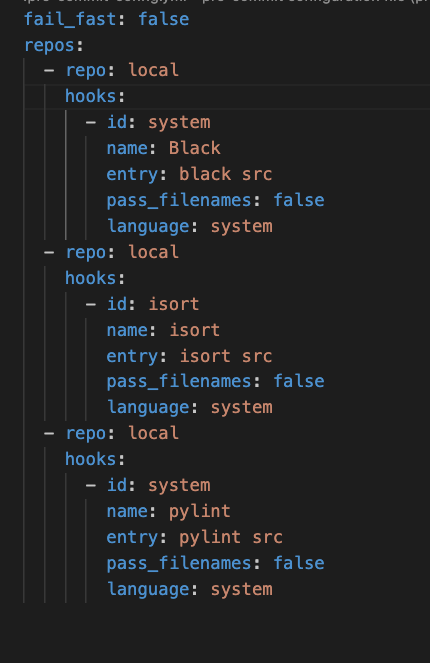 fail_fast: false
repos:
  - repo: local
    hooks:
      - id: system
        name: Black
        entry: black src
        pass_filenames: false
        language: system
  - repo: local
    hooks:
      - id: isort
        name: isort
        entry: isort src
        pass_filenames: false
        language: system
  - repo: local
    hooks:
      - id: system
        name: pylint
        entry: pylint src
        pass_filenames: false
        language: system